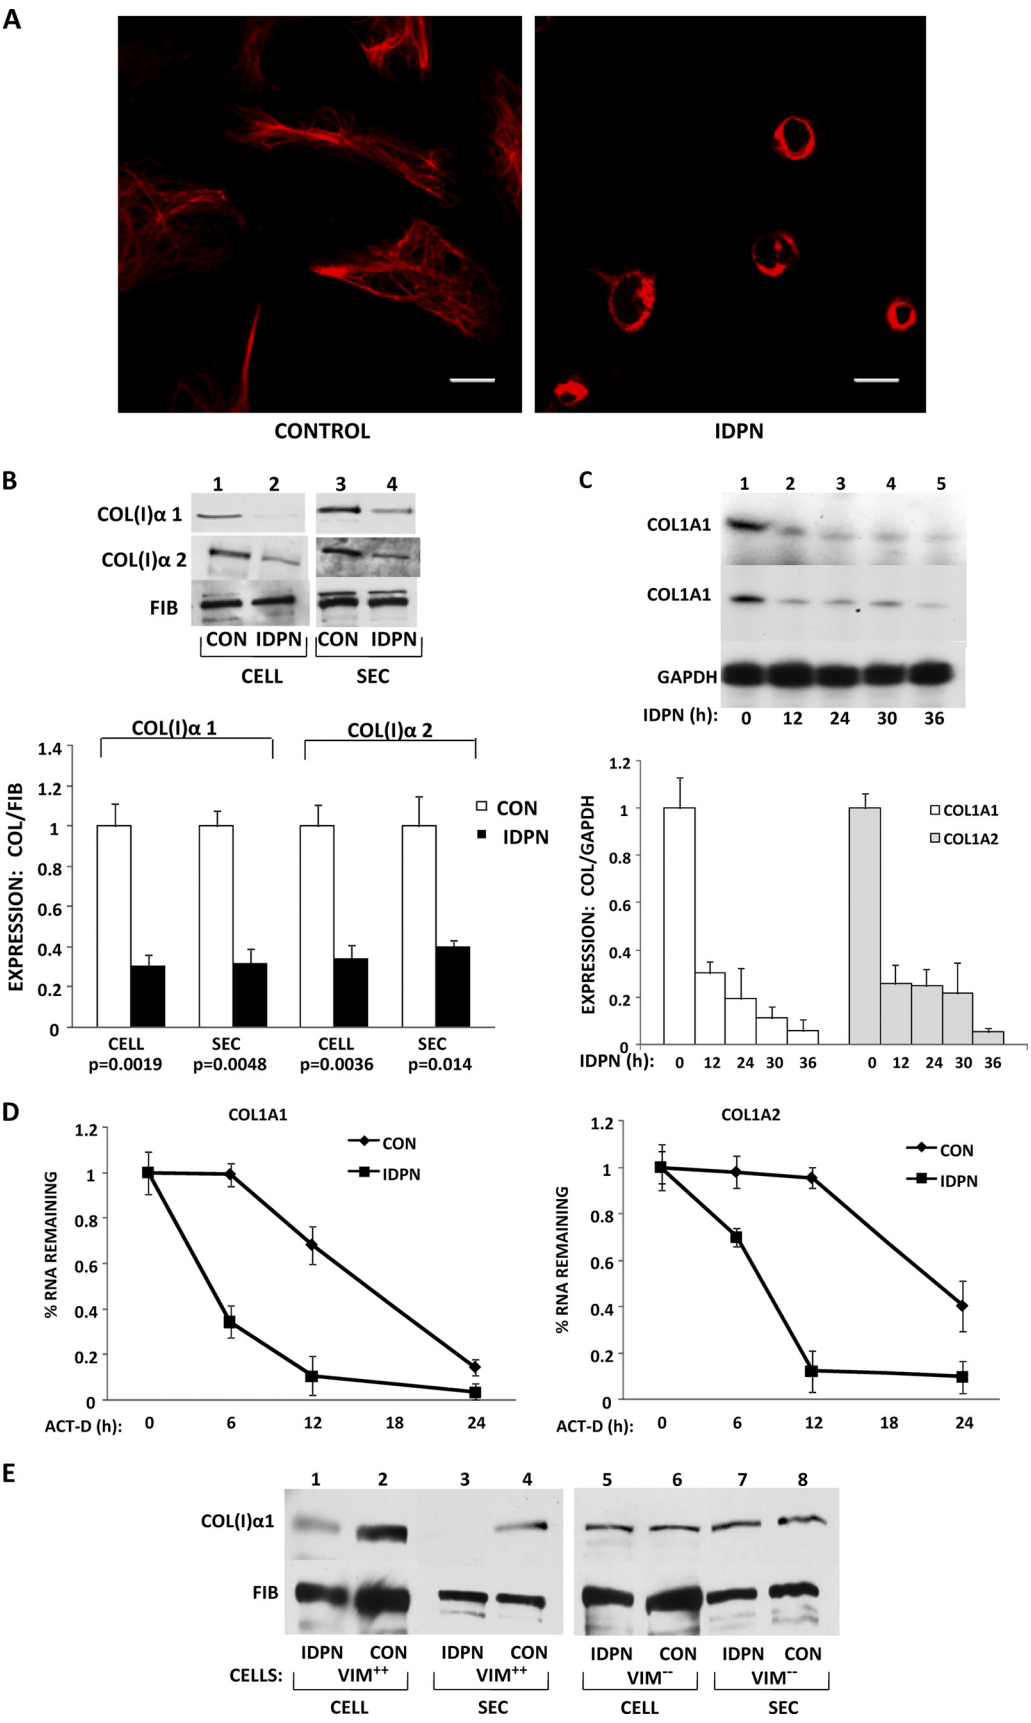 A
CONTROL IDPN
B
1 2 3 4
COL(I)α 1
COL(I)α 2
FIB
CON IDPN CON IDPN
CELL SEC
COL(I)α 1 COL(I)α 2
EXPRESSION: COL/FIB
1.4
1.2
1
0.8
0.6
0.4
0.2
0
CON
IDPN
CELL SEC CELL SEC
p=0.0019 p=0.0048 p=0.0036 p=0.014
C
1 2 3 4 5
COL1A1
COL1A1
GAPDH
IDPN (h): 0 12 24 30 36
EXPRESSION: COL/GAPDH
1.2
1
0.8
0.6
0.4
0.2
0
COL1A1
COL1A2
IDPN (h): 0 12 24 30 36 0 12 24 30 36
D
COL1A1
% RNA REMAINING
1.2
1
0.8
0.6
0.4
0.2
0
CON
IDPN
ACT-D (h): 0 6 12 18 24
COL1A2
% RNA REMAINING
1.2
1
0.8
0.6
0.4
0.2
0
CON
IDPN
ACT-D (h): 0 6 12 18 24
E
1 2 3 4 5 6 7 8
COL(I)α1
FIB
IDPN CON IDPN CON IDPN CON IDPN CON
CELLS: VIM++ VIM++ VIM-- VIM--
CELL SEC CELL SEC